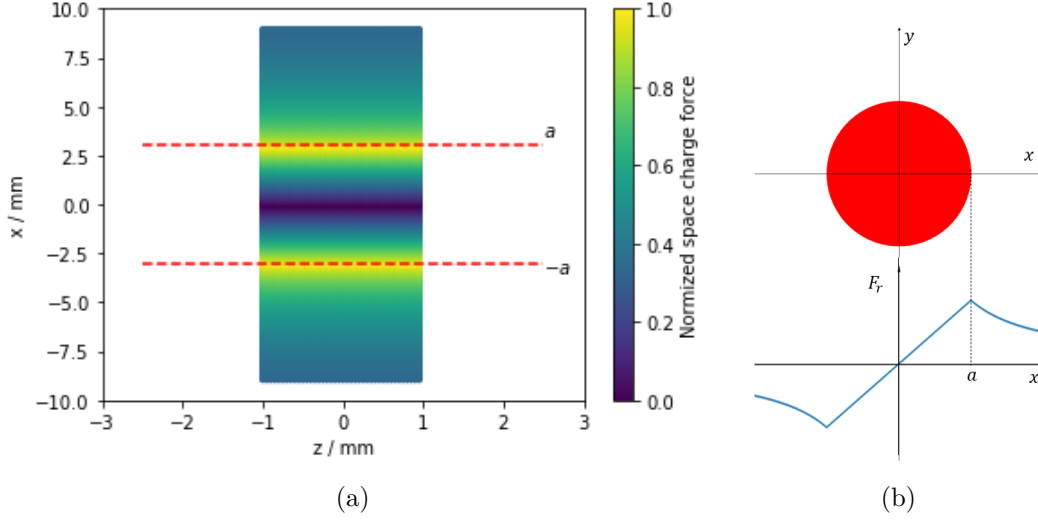 10.0
7.5
5.0
2.5
0.0
−2.5
−5.0
−7.5
−10.0
x / mm
−3
−2
−1
0
1
2
3
z / mm
a
−a
1.0
0.8
0.6
0.4
0.2
0.0
Normized space charge force
(a)
y
x
F_r
a
x
(b)